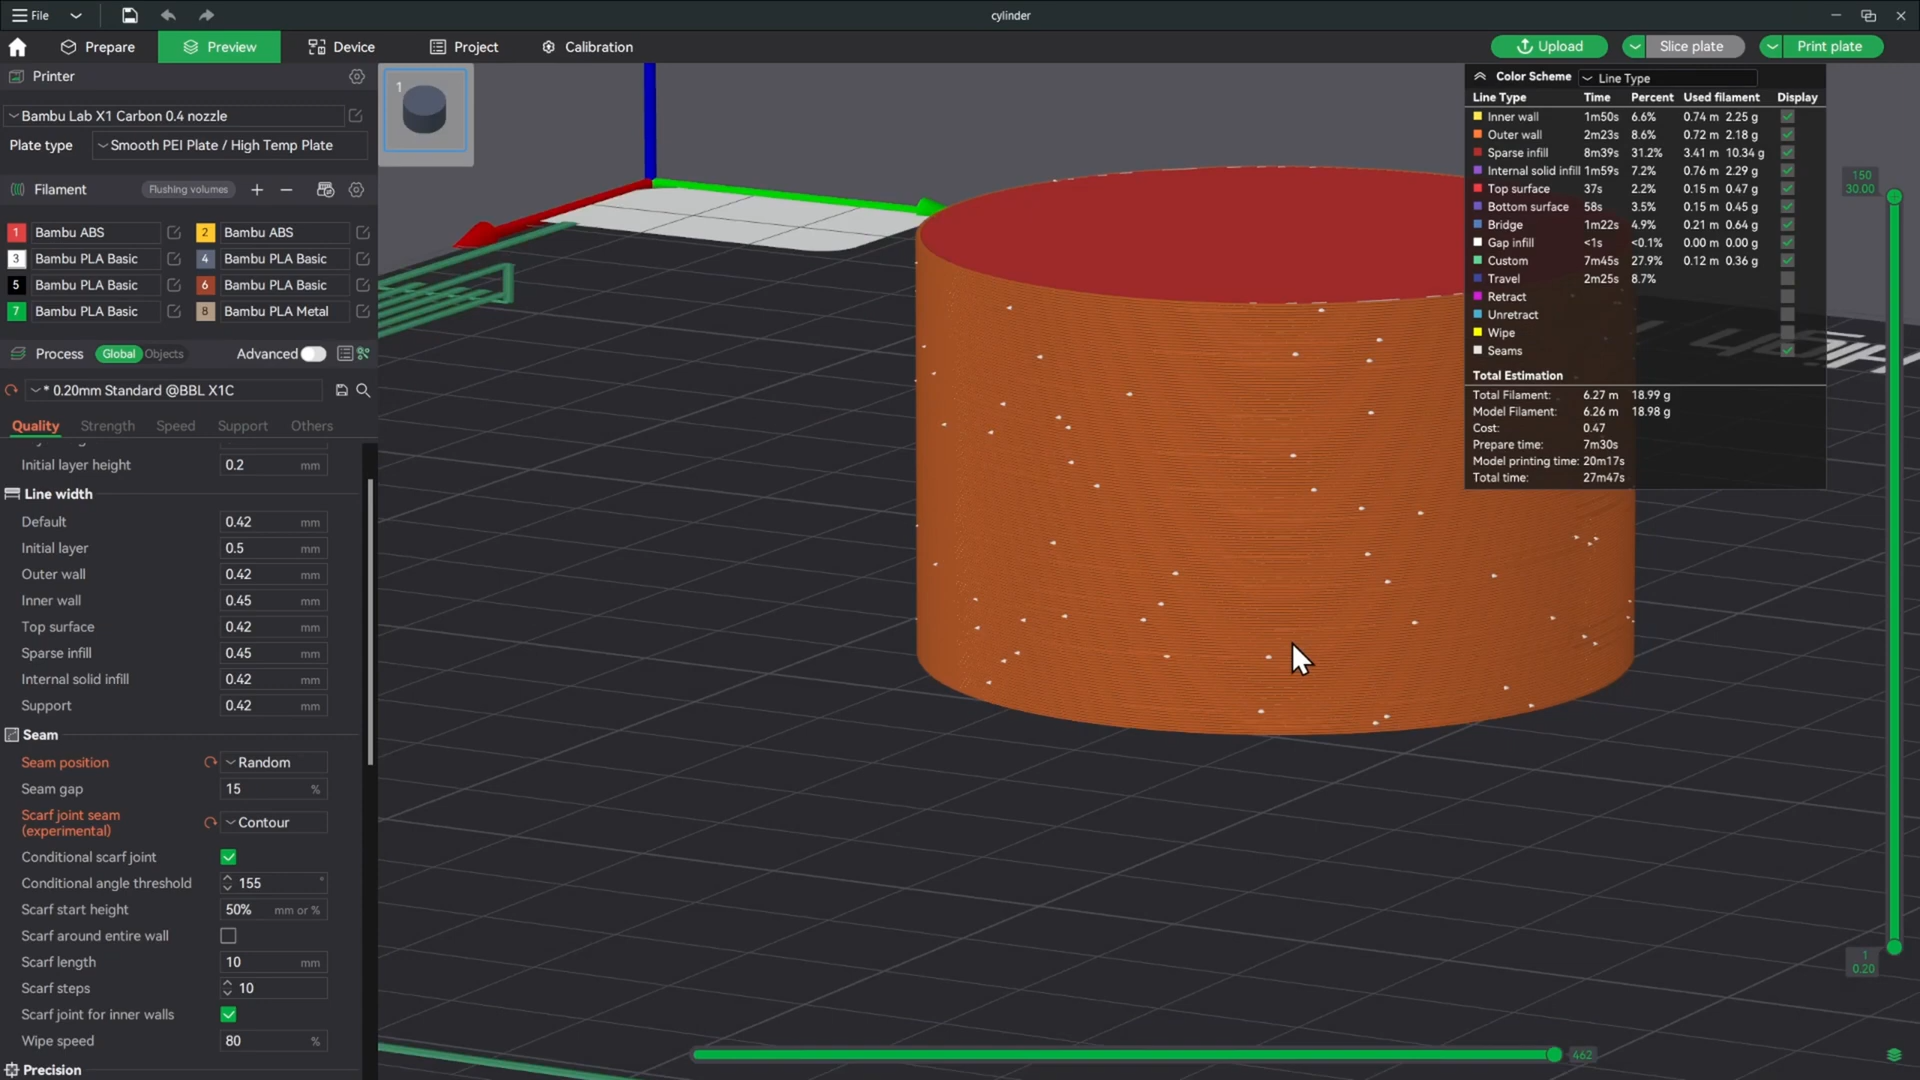 File
cylinder
Prepare
Preview
Device
Project
Calibration
Upload
Slice plate
Print plate
Printer
Bambu Lab X1 Carbon 0.4 nozzle
Plate type
Smooth PEI Plate / High Temp Plate
Filament
Flushing volumes
1 Bambu ABS
2 Bambu ABS
3 Bambu PLA Basic
4 Bambu PLA Basic
5 Bambu PLA Basic
6 Bambu PLA Basic
7 Bambu PLA Basic
8 Bambu PLA Metal
Process
Global
Objects
Advanced
* 0.20mm Standard @BBL X1C
Quality
Strength
Speed
Support
Others
Initial layer height 0.2 mm
Line width
Default 0.42 mm
Initial layer 0.5 mm
Outer wall 0.42 mm
Inner wall 0.45 mm
Top surface 0.42 mm
Sparse infill 0.45 mm
Internal solid infill 0.42 mm
Support 0.42 mm
Seam
Seam position Random
Seam gap 15 %
Scarf joint seam
(experimental) Contour
Conditional scarf joint
Conditional angle threshold 155 °
Scarf start height 50% mm or %
Scarf around entire wall
Scarf length 10 mm
Scarf steps 10
Scarf joint for inner walls
Wipe speed 80 %
Precision
1
Color Scheme Line Type
Line Type Time Percent Used filament Display
Inner wall 1m50s 6.6% 0.74 m 2.25 g
Outer wall 2m23s 8.6% 0.72 m 2.18 g
Sparse infill 8m39s 31.2% 3.41 m 10.34 g
Internal solid infill 1m59s 7.2% 0.76 m 2.29 g
Top surface 37s 2.2% 0.15 m 0.47 g
Bottom surface 58s 3.5% 0.15 m 0.45 g
Bridge 1m22s 4.9% 0.21 m 0.64 g
Gap infill <1s <0.1% 0.00 m 0.00 g
Custom 7m45s 27.9% 0.12 m 0.36 g
Travel 2m25s 8.7%
Retract
Unretract
Wipe
Seams
Total Estimation
Total Filament: 6.27 m 18.99 g
Model Filament: 6.26 m 18.98 g
Cost: 0.47
Prepare time: 7m30s
Model printing time: 20m17s
Total time: 27m47s
150
30.00
1
0.20
462